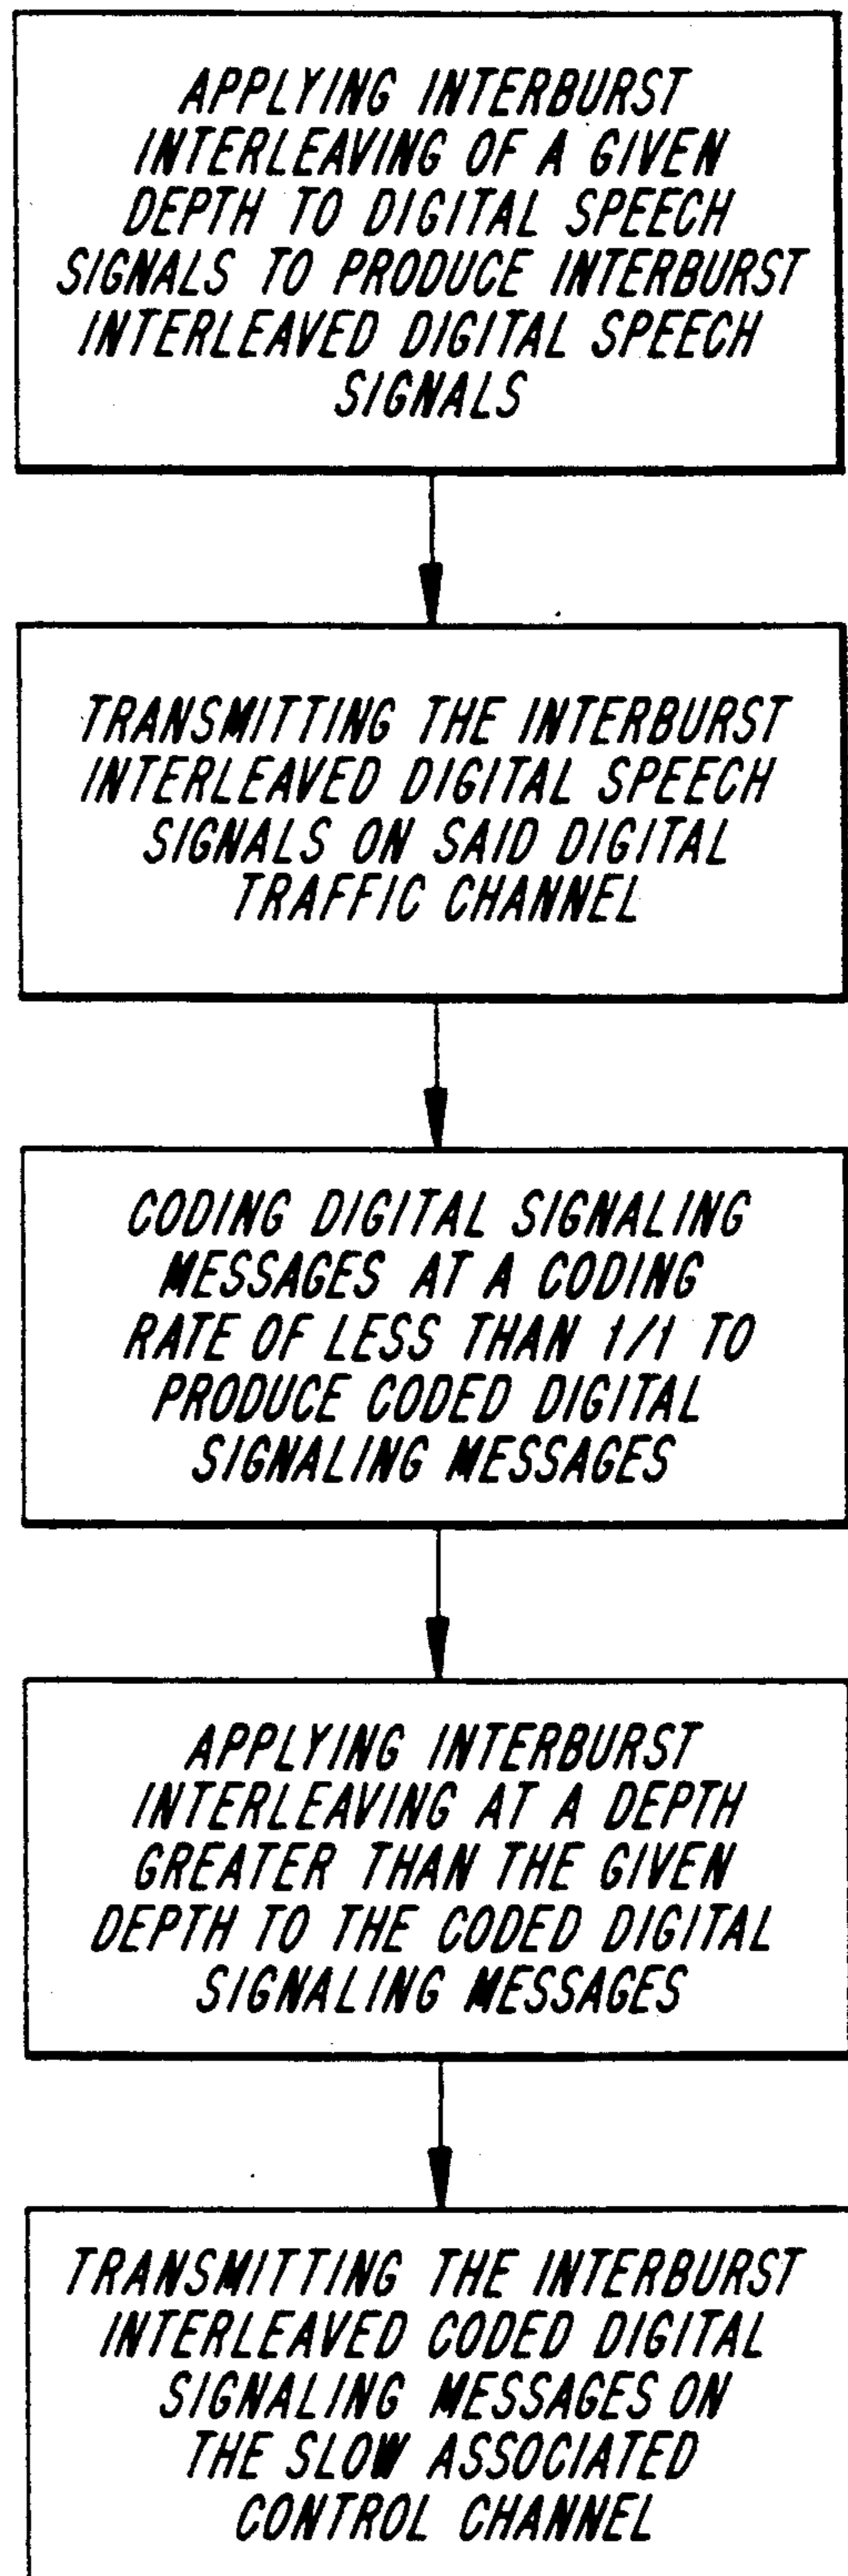 APPLYING INTERBURST
INTERLEAVING OF A GIVEN
DEPTH TO DIGITAL SPEECH
SIGNALS TO PRODUCE INTERBURST
INTERLEAVED DIGITAL SPEECH
SIGNALS
TRANSMITTING THE INTERBURST
INTERLEAVED DIGITAL SPEECH
SIGNALS ON SAID DIGITAL
TRAFFIC CHANNEL
CODING DIGITAL SIGNALING
MESSAGES AT A CODING
RATE OF LESS THAN 1/1 TO
PRODUCE CODED DIGITAL
SIGNALING MESSAGES
APPLYING INTERBURST
INTERLEAVING AT A DEPTH
GREATER THAN THE GIVEN
DEPTH TO THE CODED DIGITAL
SIGNALING MESSAGES
TRANSMITTING THE INTERBURST
INTERLEAVED CODED DIGITAL
SIGNALING MESSAGES ON
THE SLOW ASSOCIATED
CONTROL CHANNEL